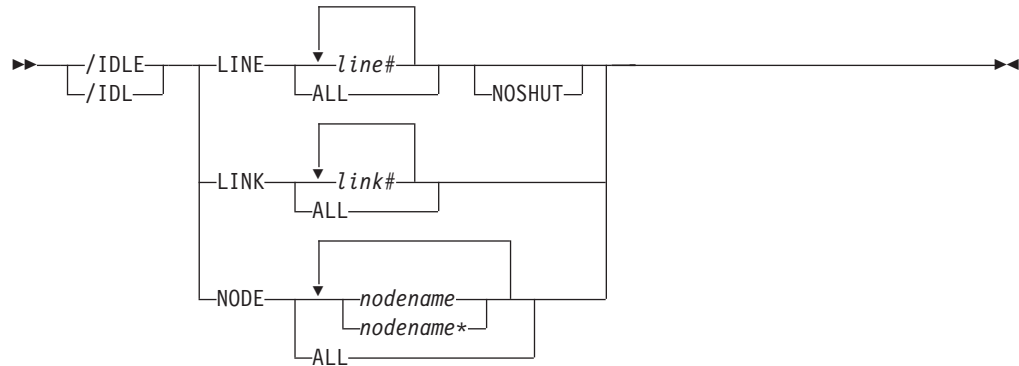 /IDLE LINE line#
/IDL ALL NOSHUT
LINK link#
ALL
NODE nodename
nodename*
ALL